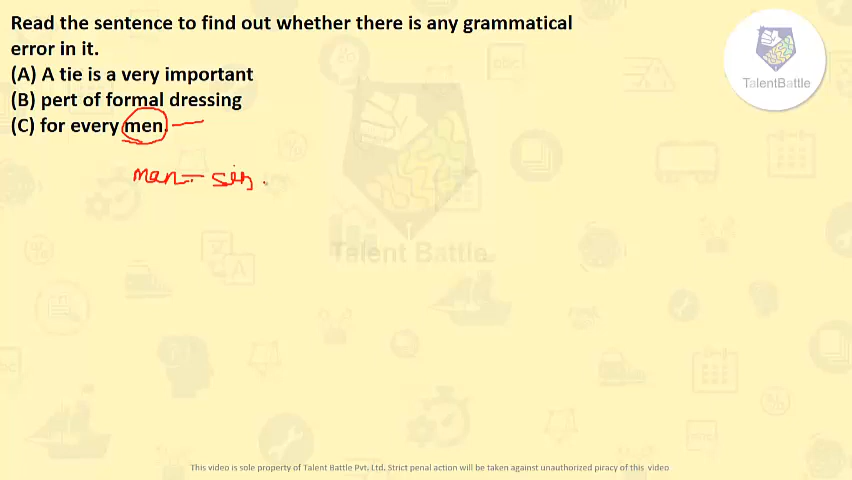 Read the sentence to find out whether there is any grammatical
error in it.
(A) A tie is a very important
(B) pert of formal dressing
(C) for every men.
man = sin
TalentBattle
Talent Battle
This video is sole property of Talent Battle Pvt. Ltd. Strict penal action will be taken against unauthorized piracy of this video